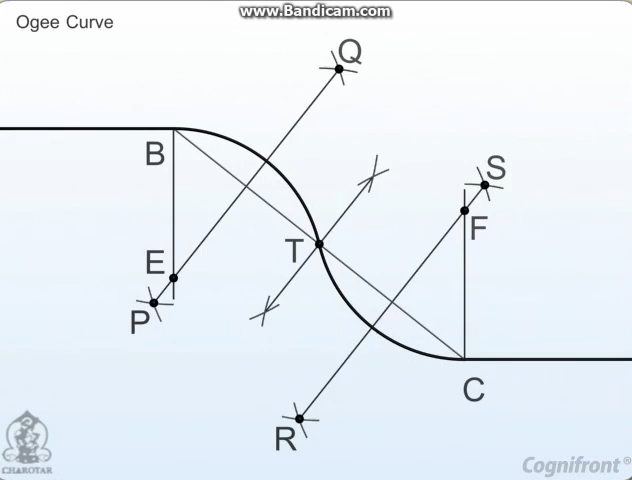 www.Bandicam.com
Ogee Curve
Q
B
S
F
T
E
P
C
R
CHAROTAR
Cognifront®